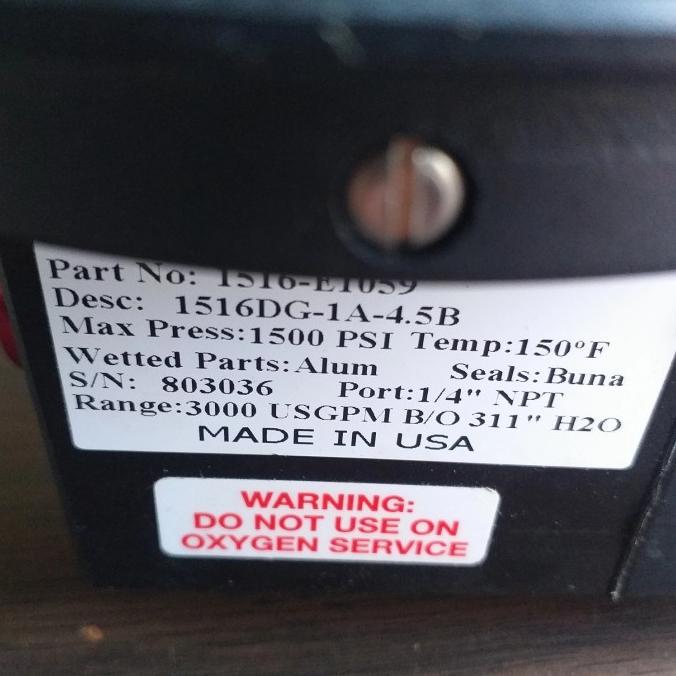 Part No: 1516-E1059
Desc: 1516DG-1A-4.5B
Max Press:1500 PSI Temp:150ºF
Wetted Parts:Alum Seals:Buna
S/N: 803036 Port:1/4" NPT
Range:3000 USGPM B/O 311" H2O
MADE IN USA
WARNING:
DO NOT USE ON
OXYGEN SERVICE